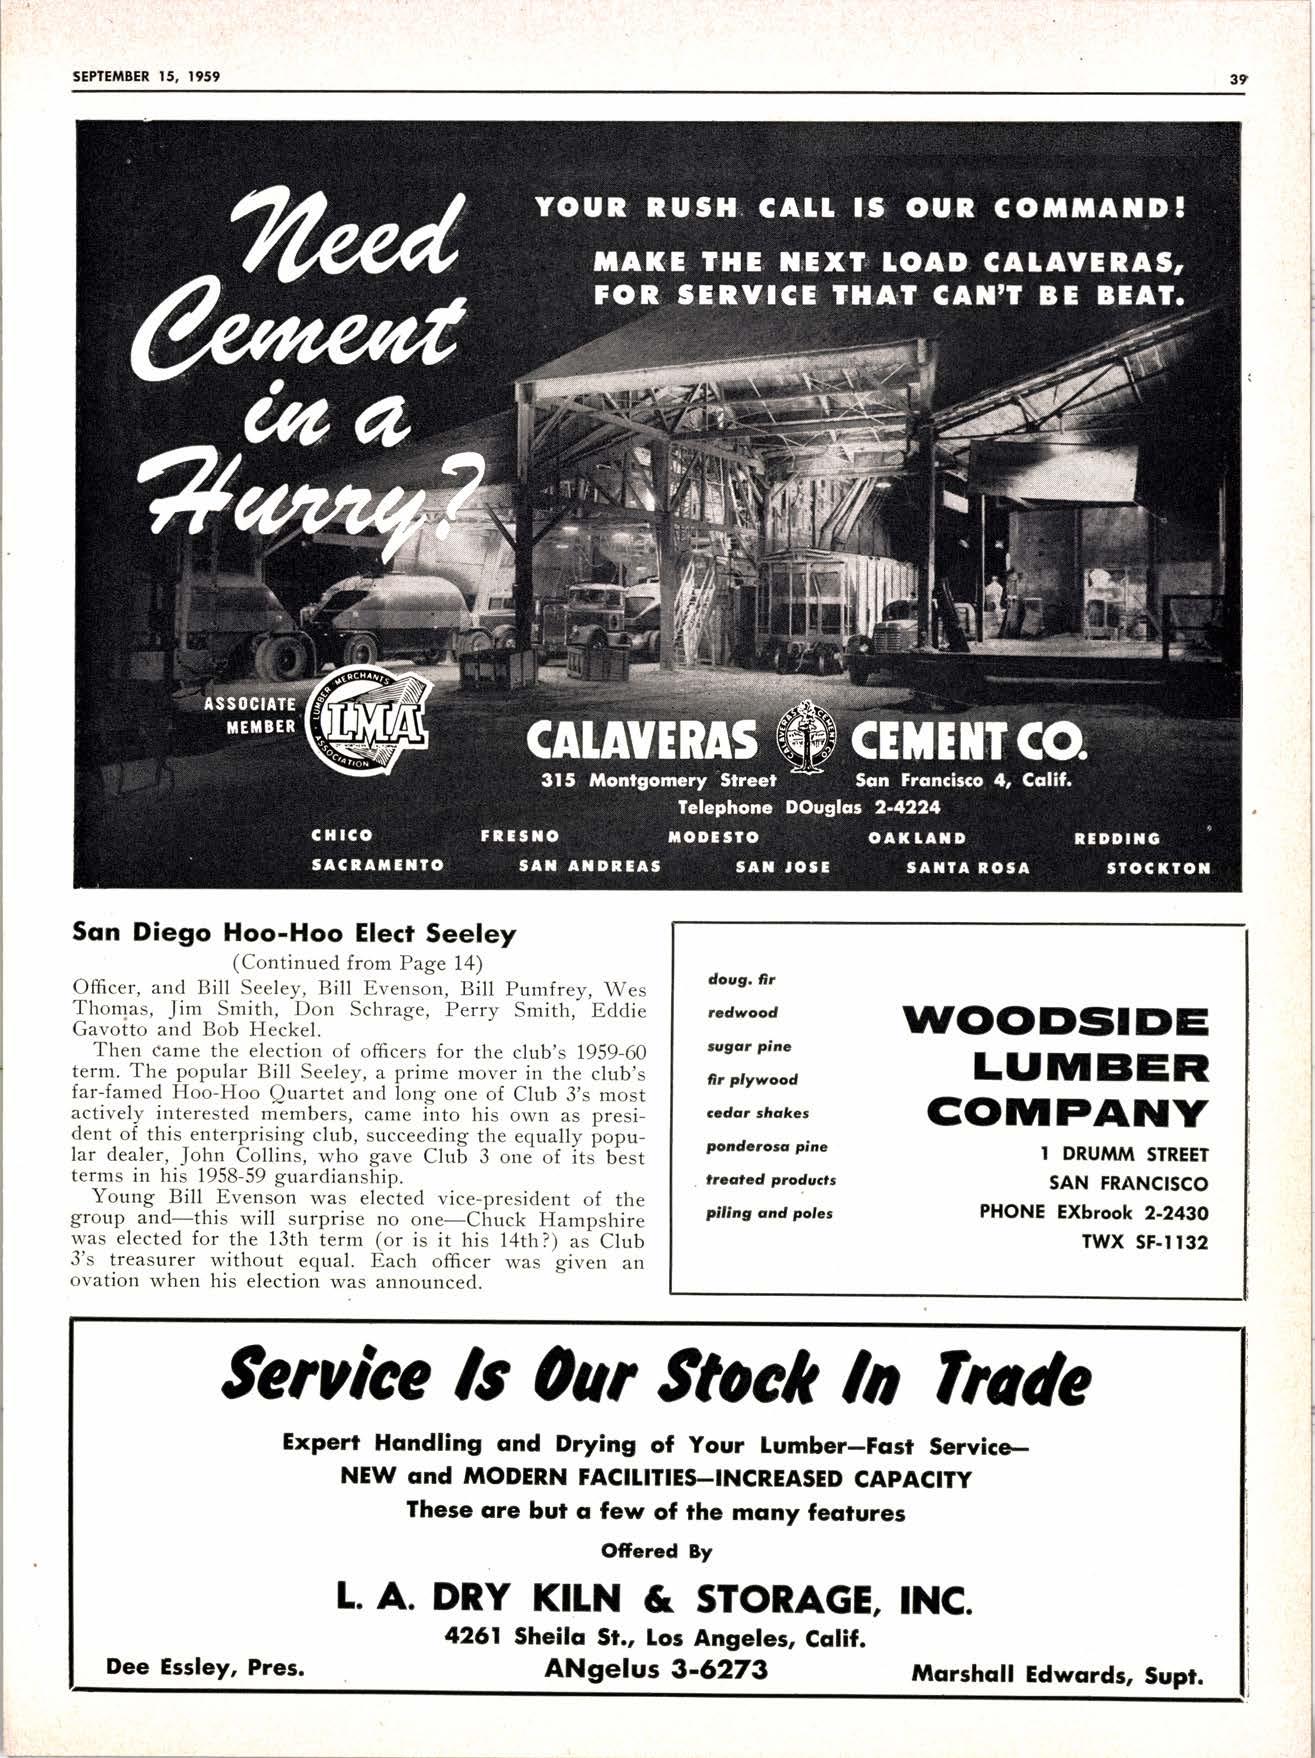 SEPTEMBER 15, 1959
39
Need
Cement
in a
Hurry?
YOUR RUSH CALL IS OUR COMMAND!
MAKE THE NEXT LOAD CALAVERAS,
FOR SERVICE THAT CAN'T BE BEAT.
ASSOCIATE
MEMBER
LUMBER MERCHANTS
LMA
ASSOCIATION
CALAVERAS
CALAVERAS CEMENT CO
CEMENT CO.
315 Montgomery Street
San Francisco 4, Calif.
Telephone DOuglas 2-4224
CHICO FRESNO MODESTO OAKLAND REDDING
SACRAMENTO SAN ANDREAS SAN JOSE SANTA ROSA STOCKTON
San Diego Hoo-Hoo Elect Seeley
(Continued from Page 14)
Officer, and Bill Seeley, Bill Evenson, Bill Pumfrey, Wes
Thomas, Jim Smith, Don Schrage, Perry Smith, Eddie
Gavotto and Bob Heckel.
Then came the election of officers for the club's 1959-60
term. The popular Bill Seeley, a prime mover in the club's
far-famed Hoo-Hoo Quartet and long one of Club 3's most
actively interested members, came into his own as presi-
dent of this enterprising club, succeeding the equally popu-
lar dealer, John Collins, who gave Club 3 one of its best
terms in his 1958-59 guardianship.
Young Bill Evenson was elected vice-president of the
group and—this will surprise no one—Chuck Hampshire
was elected for the 13th term (or is it his 14th?) as Club
3's treasurer without equal. Each officer was given an
ovation when his election was announced.
doug. fir
redwood
sugar pine
fir plywood
cedar shakes
ponderosa pine
treated products
piling and poles
WOODSIDE
LUMBER
COMPANY
1 DRUMM STREET
SAN FRANCISCO
PHONE EXbrook 2-2430
TWX SF-1132
Service Is Our Stock In Trade
Expert Handling and Drying of Your Lumber—Fast Service—
NEW and MODERN FACILITIES—INCREASED CAPACITY
These are but a few of the many features
Offered By
L. A. DRY KILN & STORAGE, INC.
4261 Sheila St., Los Angeles, Calif.
Dee Essley, Pres.
ANgelus 3-6273
Marshall Edwards, Supt.